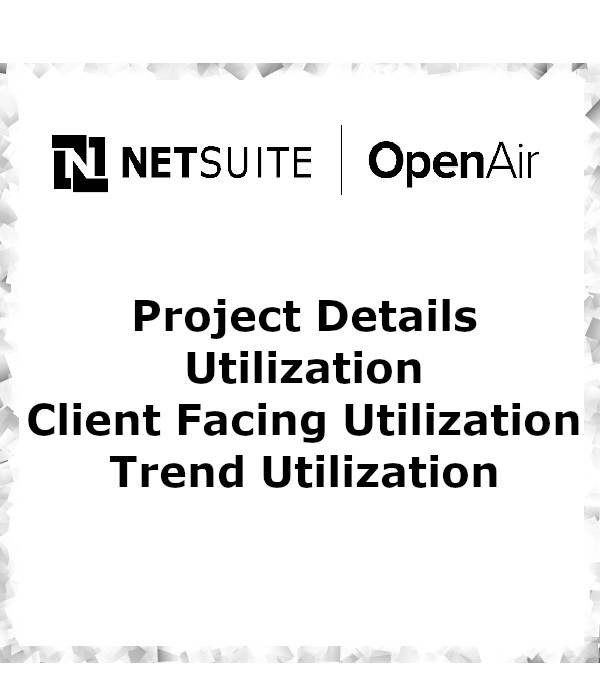 NETSUITE | OpenAir
Project Details
Utilization
Client Facing Utilization
Trend Utilization